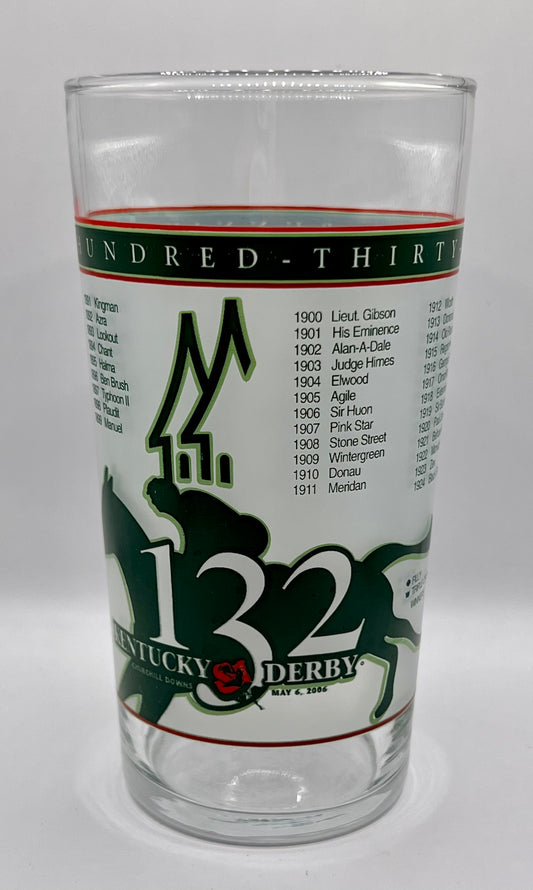 HUNDRED - THIRTY
1891 Kingman
1892 Azra
1893 Lookout
1894 Chant
1895 Halma
1896 Ben Brush
1897 Typhoon II
1898 Plaudit
1899 Manuel
1900 Lieut. Gibson
1901 His Eminence
1902 Alan-A-Dale
1903 Judge Himes
1904 Elwood
1905 Agile
1906 Sir Huon
1907 Pink Star
1908 Stone Street
1909 Wintergreen
1910 Donau
1911 Meridan
1912
1913
1914
1915
1916
1917
1918
1919
1920
1921
1922
1923
1924
132
KENTUCKY DERBY®
CHURCHILL DOWNS
MAY 6, 2006